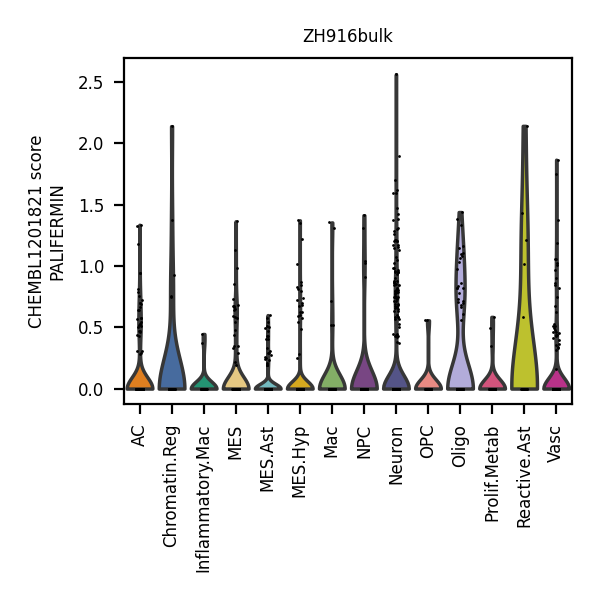 ZH916bulk
CHEMBL1201821 score
PALIFERMIN
2.5
2.0
1.5
1.0
0.5
0.0
AC
Chromatin.Reg
Inflammatory.Mac
MES
MES.Ast
MES.Hyp
Mac
NPC
Neuron
OPC
Oligo
Prolif.Metab
Reactive.Ast
Vasc